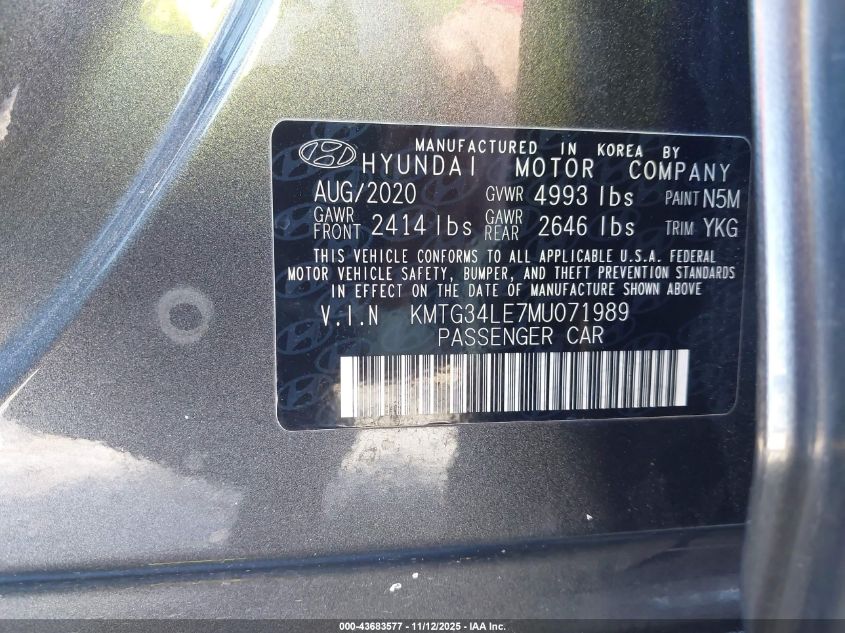 MANUFACTURED IN KOREA BY
HYUNDAI MOTOR COMPANY
AUG/2020 GVWR 4993 lbs PAINT N5M
GAWR FRONT 2414 lbs GAWR REAR 2646 lbs TRIM YKG
THIS VEHICLE CONFORMS TO ALL APPLICABLE U.S.A. FEDERAL
MOTOR VEHICLE SAFETY, BUMPER, AND THEFT PREVENTION STANDARDS
IN EFFECT ON THE DATE OF MANUFACTURE SHOWN ABOVE
V.I.N KMTG34LE7MU071989
PASSENGER CAR
000-43683577 - 11/12/2025 - IAA Inc.